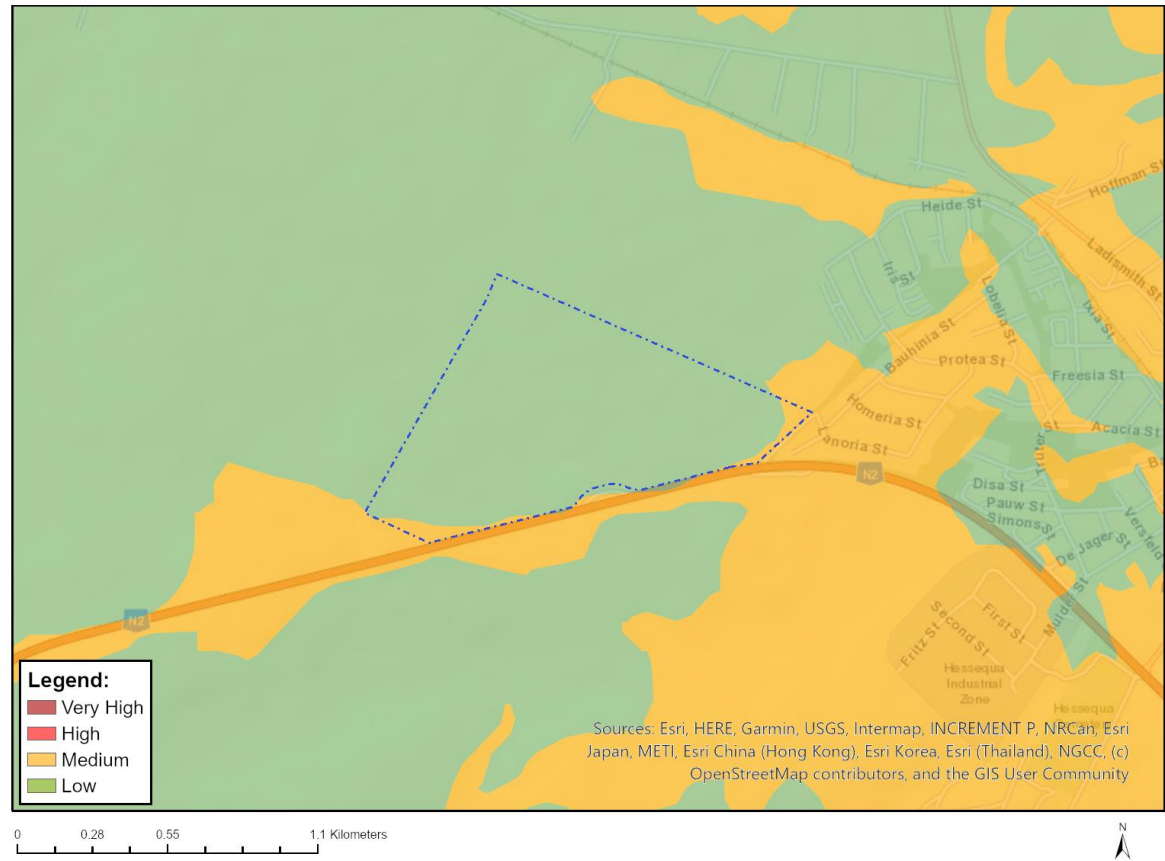 Hoffman St
Heide St
Iris St
Ladismith St
Lobelia St
Ixia St
Bauhinia St
Protea St
Freesia St
Homeria St
Acacia St
Lanoria St
Truter St
N2
Disa St
Pauw St
Simons St
De Jager St
Mulder St
First St
Second St
Fritz St
N2
Hessequa
Industrial
Zone
Hessequa
Legend:
Very High
High
Medium
Low
Sources: Esri, HERE, Garmin, USGS, Intermap, INCREMENT P, NRCan, Esri
Japan, METI, Esri China (Hong Kong), Esri Korea, Esri (Thailand), NGCC, (c)
OpenStreetMap contributors, and the GIS User Community
0 0.28 0.55 1.1 Kilometers
N